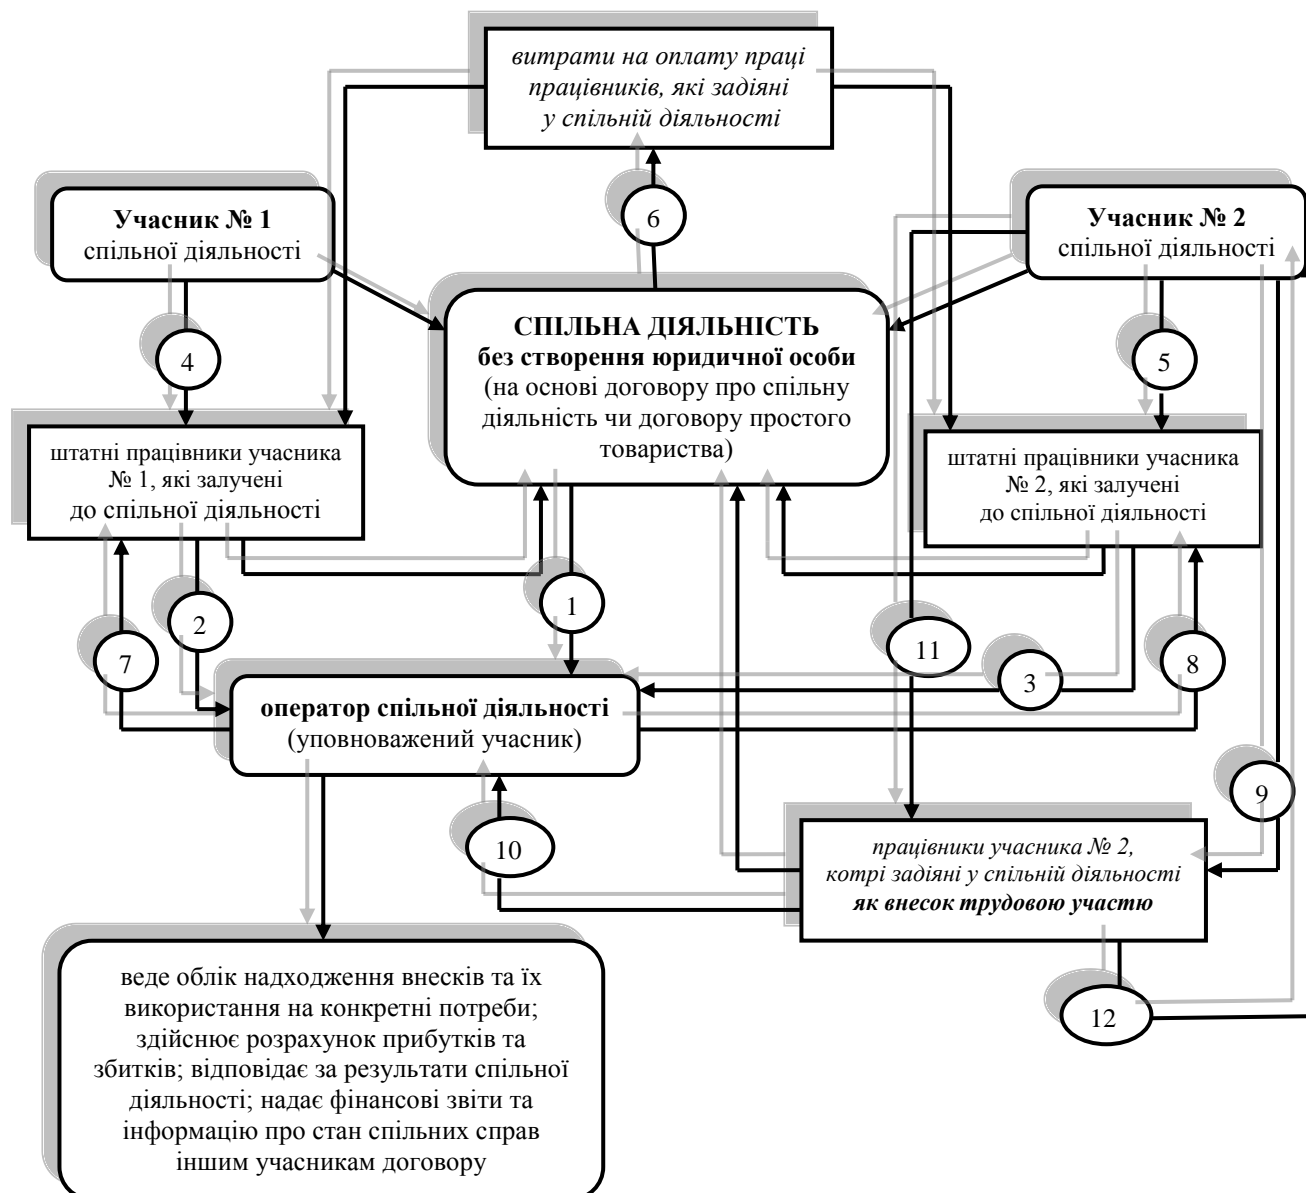 витрати на оплату праці
працівників, які задіяні
у спільній діяльності
Учасник № 1
спільної діяльності
6
Учасник № 2
спільної діяльності
СПІЛЬНА ДІЯЛЬНІСТЬ
без створення юридичної особи
(на основі договору про спільну
діяльність чи договору простого
товариства)
4
5
штатні працівники учасника
№ 1, які залучені
до спільної діяльності
штатні працівники учасника
№ 2, які залучені
до спільної діяльності
1
2
7
11
3
8
оператор спільної діяльності
(уповноважений учасник)
9
10
працівники учасника № 2,
котрі задіяні у спільній діяльності
як внесок трудовою участю
12
веде облік надходження внесків та їх
використання на конкретні потреби;
здійснює розрахунок прибутків та
збитків; відповідає за результати спільної
діяльності; надає фінансові звіти та
інформацію про стан спільних справ
іншим учасникам договору